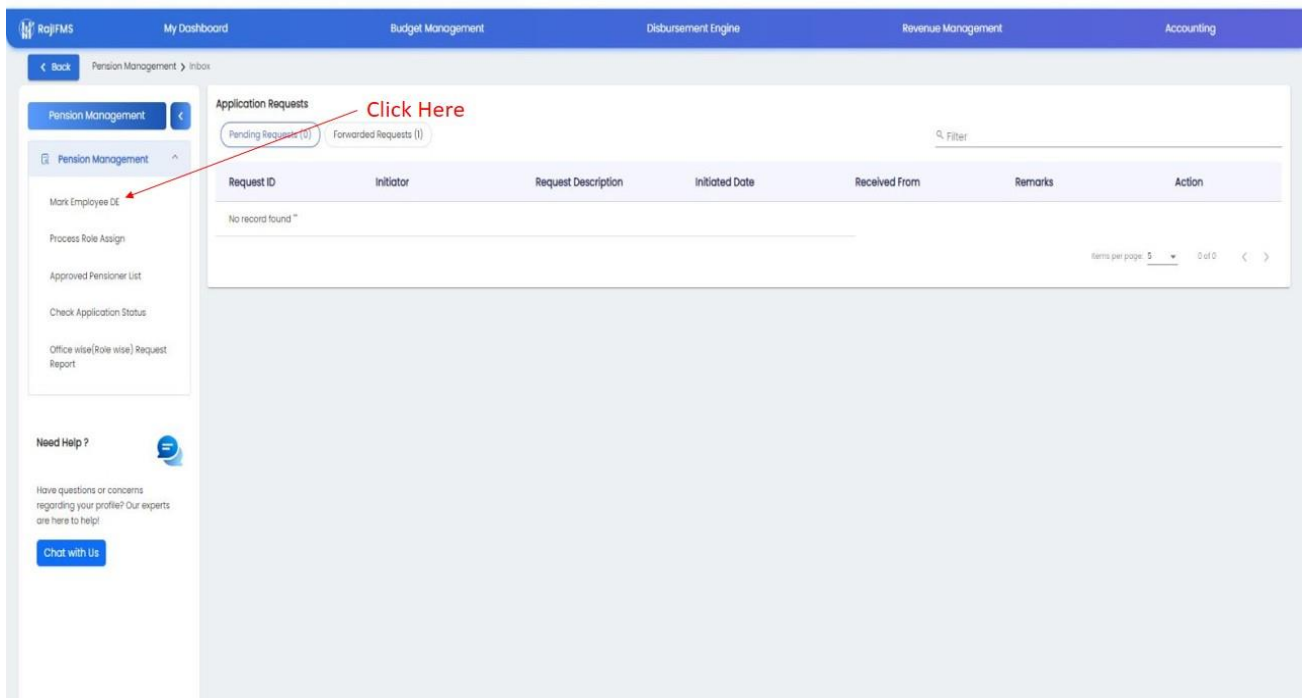 RajIFMS My Dashboard Budget Management Disbursement Engine Revenue Management Accounting
< Back Pension Management > Inbox
Pension Management <
Pension Management
Mark Employee DE
Process Role Assign
Approved Pensioner List
Check Application Status
Office wise(Role wise) Request
Report
Need Help ?
Have questions or concerns
regarding your profile? Our experts
are here to help!
Chat with Us
Application Requests
Click Here
Pending Requests (0) Forwarded Requests (1) Filter
Request ID Initiator Request Description Initiated Date Received From Remarks Action
No record found ""
Items per page: 5 0 of 0 < >